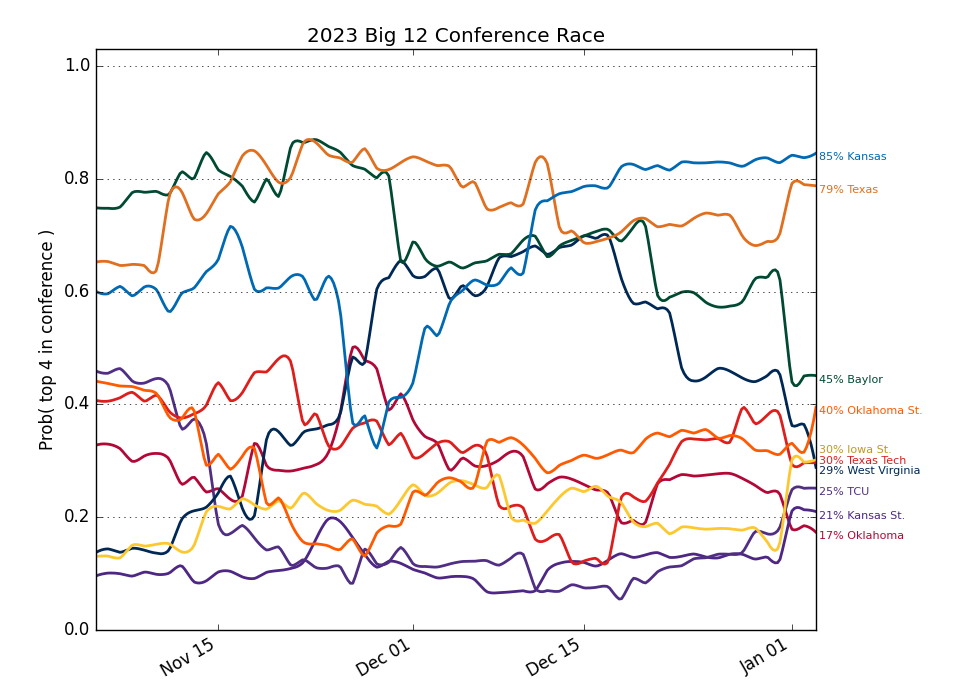 2023 Big 12 Conference Race
Prob( top 4 in conference )
1.0
0.8
0.6
0.4
0.2
0.0
Nov 15
Dec 01
Dec 15
Jan 01
85% Kansas
79% Texas
45% Baylor
40% Oklahoma St.
30% Iowa St.
30% Texas Tech
29% West Virginia
25% TCU
21% Kansas St.
17% Oklahoma